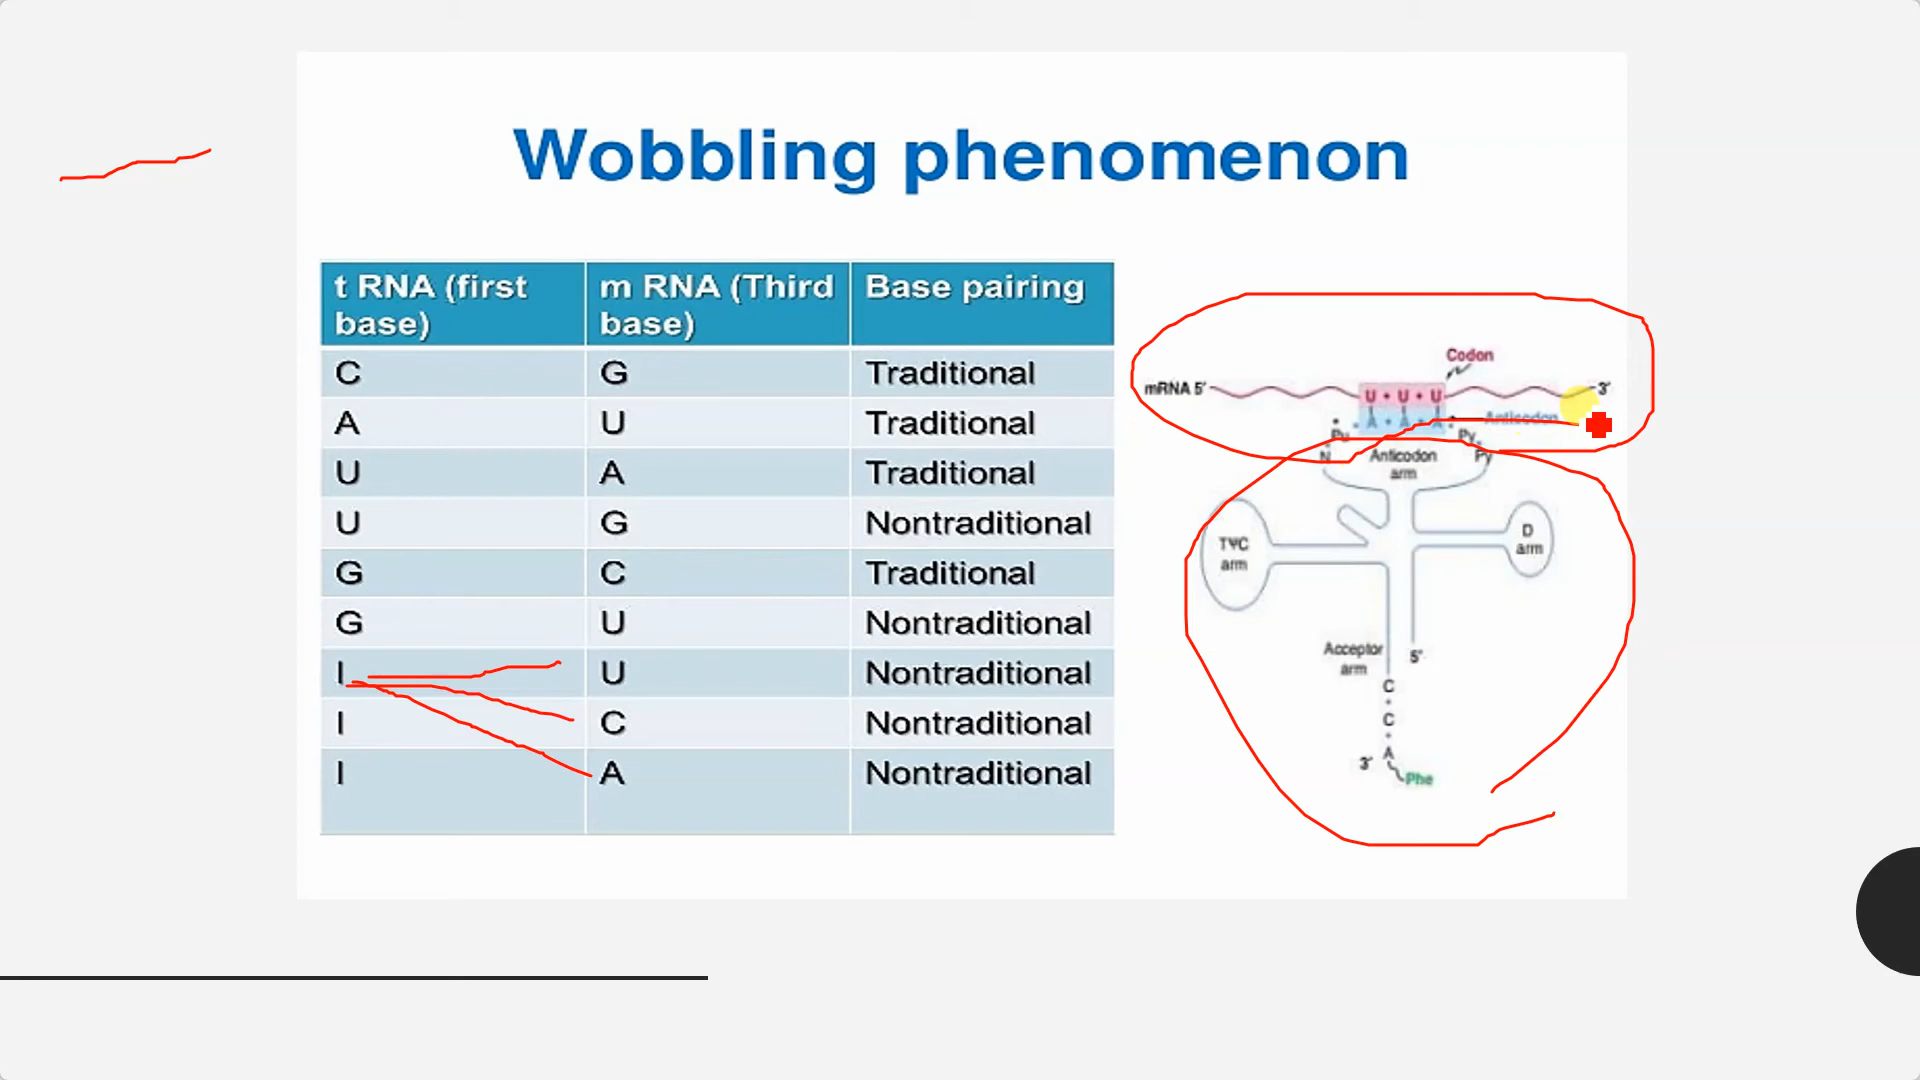 Wobbling phenomenon
t RNA (first base)
m RNA (Third base)
Base pairing
C G Traditional
A U Traditional
U A Traditional
U G Nontraditional
G C Traditional
G U Nontraditional
I U Nontraditional
I C Nontraditional
I A Nontraditional
Codon
mRNA 5′ U • U • U 3′
A • A • A Anticodon
Pu Py
N Anticodon arm Py
TΨC arm
D arm
Acceptor arm
5′
C
C
3′ A
Phe